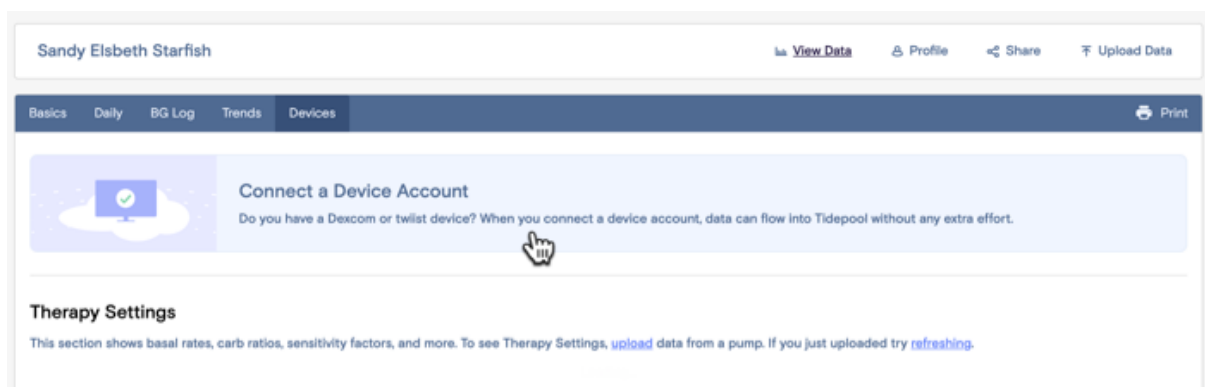 Sandy Elsbeth Starfish
View Data Profile Share Upload Data
Basics Daily BG Log Trends Devices Print
Connect a Device Account
Do you have a Dexcom or twiist device? When you connect a device account, data can flow into Tidepool without any extra effort.
Therapy Settings
This section shows basal rates, carb ratios, sensitivity factors, and more. To see Therapy Settings, upload data from a pump. If you just uploaded try refreshing.